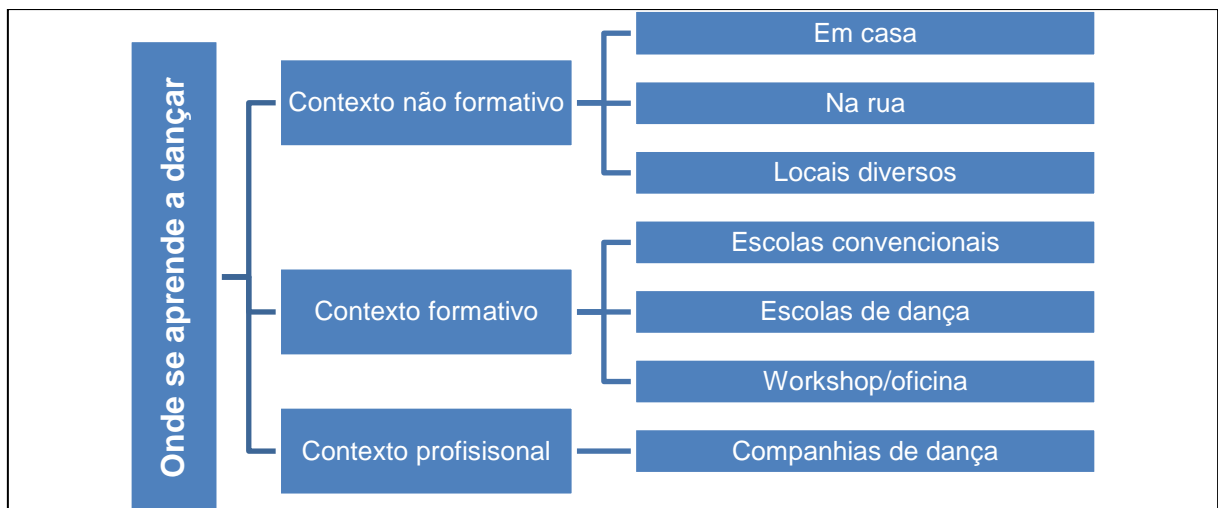 Onde se aprende a dançar
Contexto não formativo
Em casa
Na rua
Locais diversos
Contexto formativo
Escolas convencionais
Escolas de dança
Workshop/oficina
Contexto profisisonal
Companhias de dança